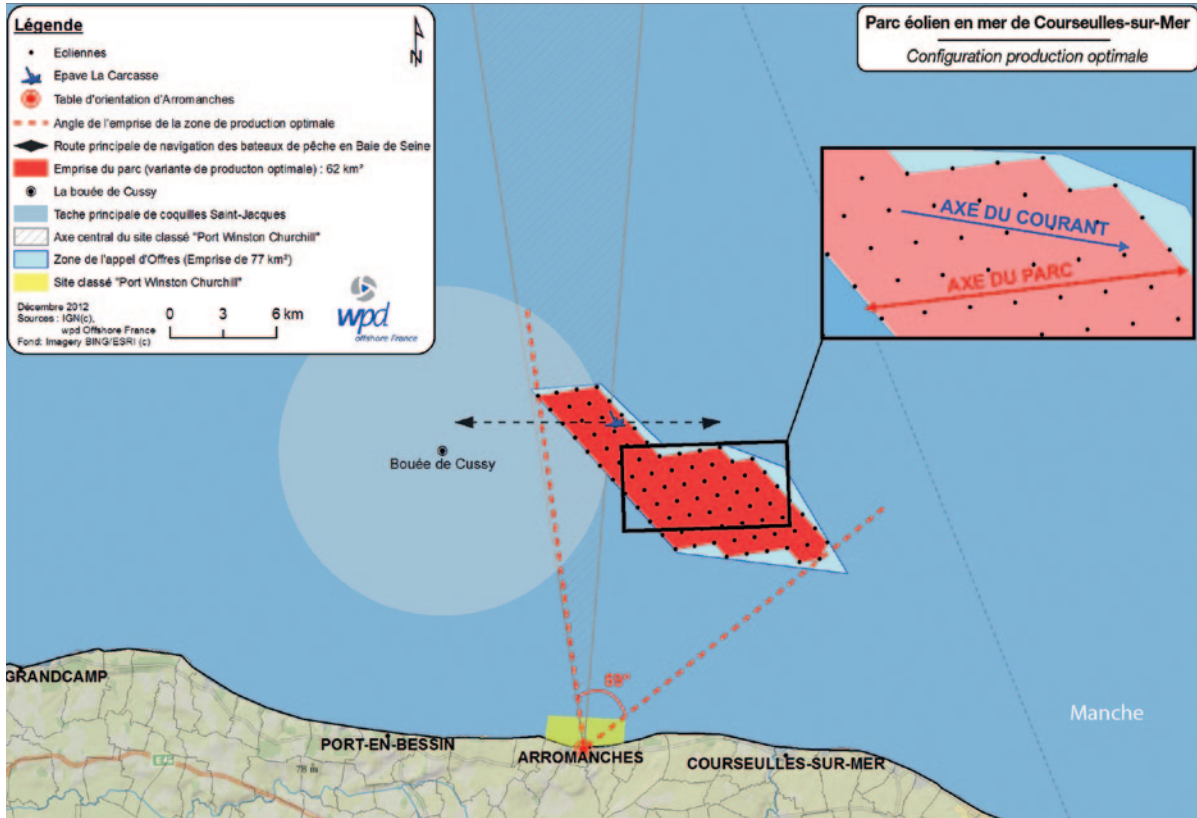 Légende
Eoliennes
Epave La Carcasse
Table d'orientation d'Arromanches
Angle de l'emprise de la zone de production optimale
Route principale de navigation des bateaux de pêche en Baie de Seine
Emprise du parc (variante de producton optimale) : 62 km²
La bouée de Cussy
Tache principale de coquilles Saint-Jacques
Axe central du site classé "Port Winston Churchill"
Zone de l'appel d'Offres (Emprise de 77 km²)
Site classé "Port Winston Churchill"
Décembre 2012
Sources : IGN(c),
wpd Offshore France
Fond: Imagery BING/ESRI (c)
0 3 6 km
wpd
offshore France
N
Parc éolien en mer de Courseulles-sur-Mer
Configuration production optimale
AXE DU COURANT
AXE DU PARC
Bouée de Cussy
Manche
GRANDCAMP
PORT-EN-BESSIN
ARROMANCHES
COURSEULLES-SUR-MER
78 m